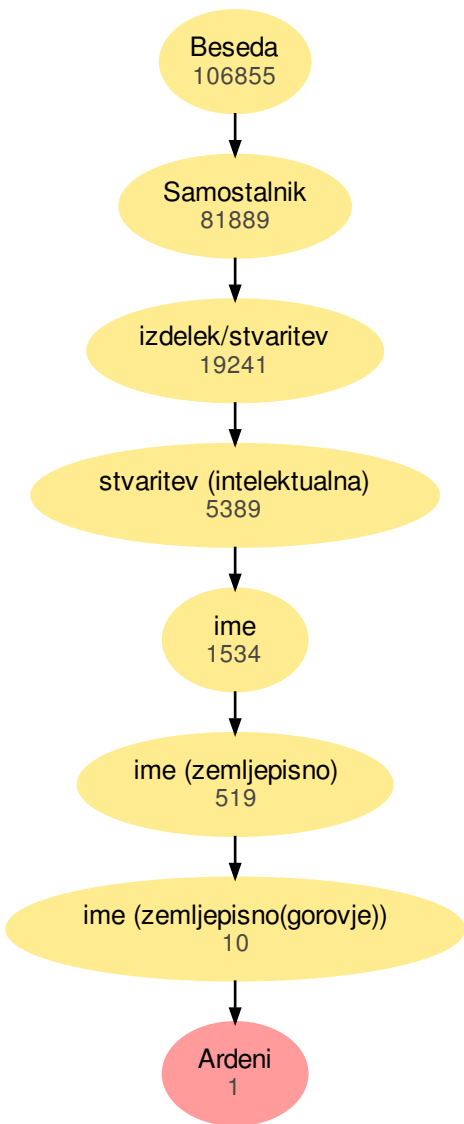 Beseda
106855
Samostalnik
81889
izdelek/stvaritev
19241
stvaritev (intelektualna)
5389
ime
1534
ime (zemljepisno)
519
ime (zemljepisno(gorovje))
10
Ardeni
1